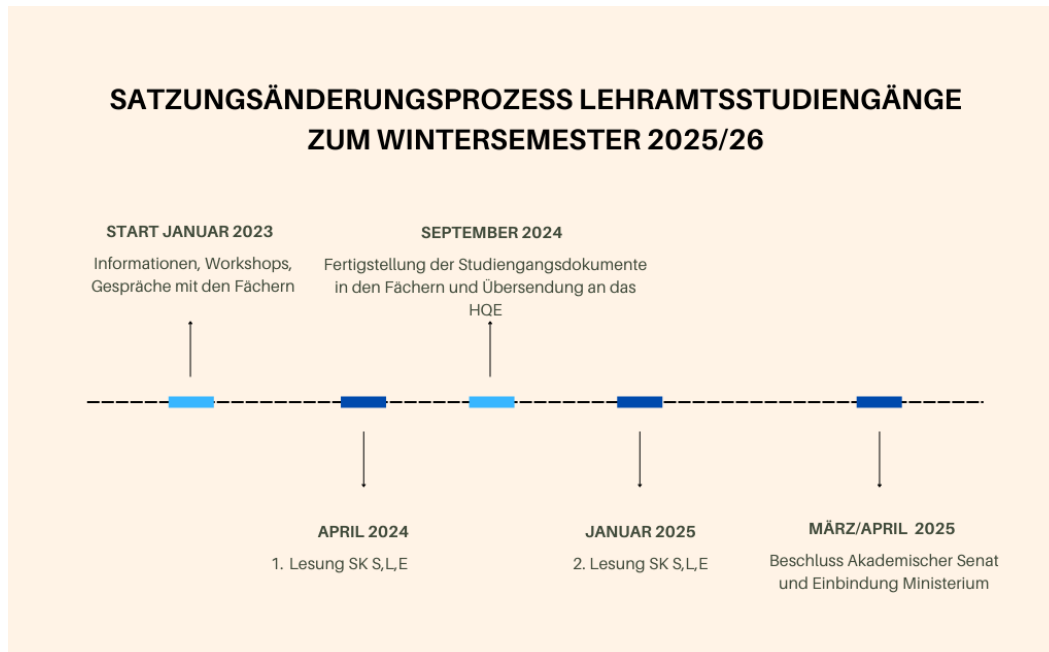 SATZUNGSÄNDERUNGSPROZESS LEHRAMTSSTUDIENGÄNGE
ZUM WINTERSEMESTER 2025/26
START JANUAR 2023
Informationen, Workshops,
Gespräche mit den Fächern
SEPTEMBER 2024
Fertigstellung der Studiengangsdokumente
in den Fächern und Übersendung an das
HQE
APRIL 2024
1. Lesung SK S,L,E
JANUAR 2025
2. Lesung SK S,L,E
MÄRZ/APRIL 2025
Beschluss Akademischer Senat
und Einbindung Ministerium